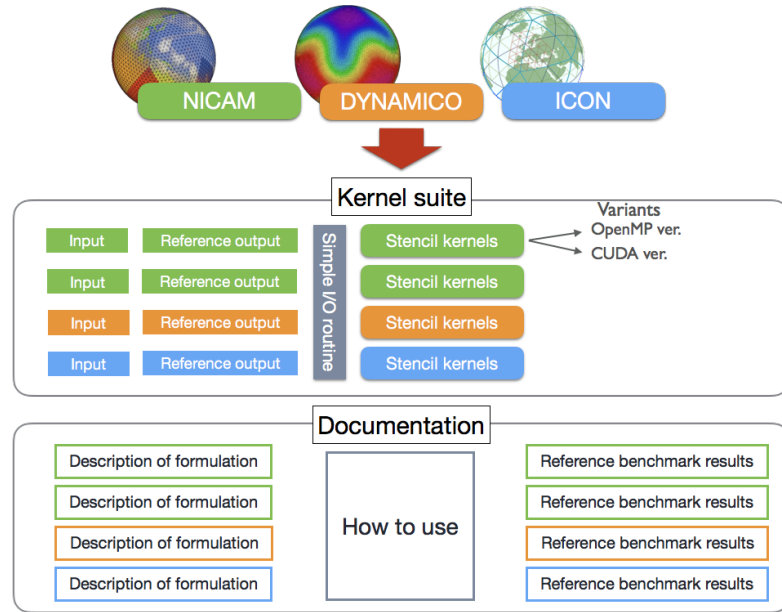 NICAM
DYNAMICO
ICON
Kernel suite
Variants
OpenMP ver.
CUDA ver.
Input
Reference output
Simple I/O routine
Stencil kernels
Input
Reference output
Stencil kernels
Input
Reference output
Stencil kernels
Input
Reference output
Stencil kernels
Documentation
Description of formulation
How to use
Reference benchmark results
Description of formulation
Reference benchmark results
Description of formulation
Reference benchmark results
Description of formulation
Reference benchmark results